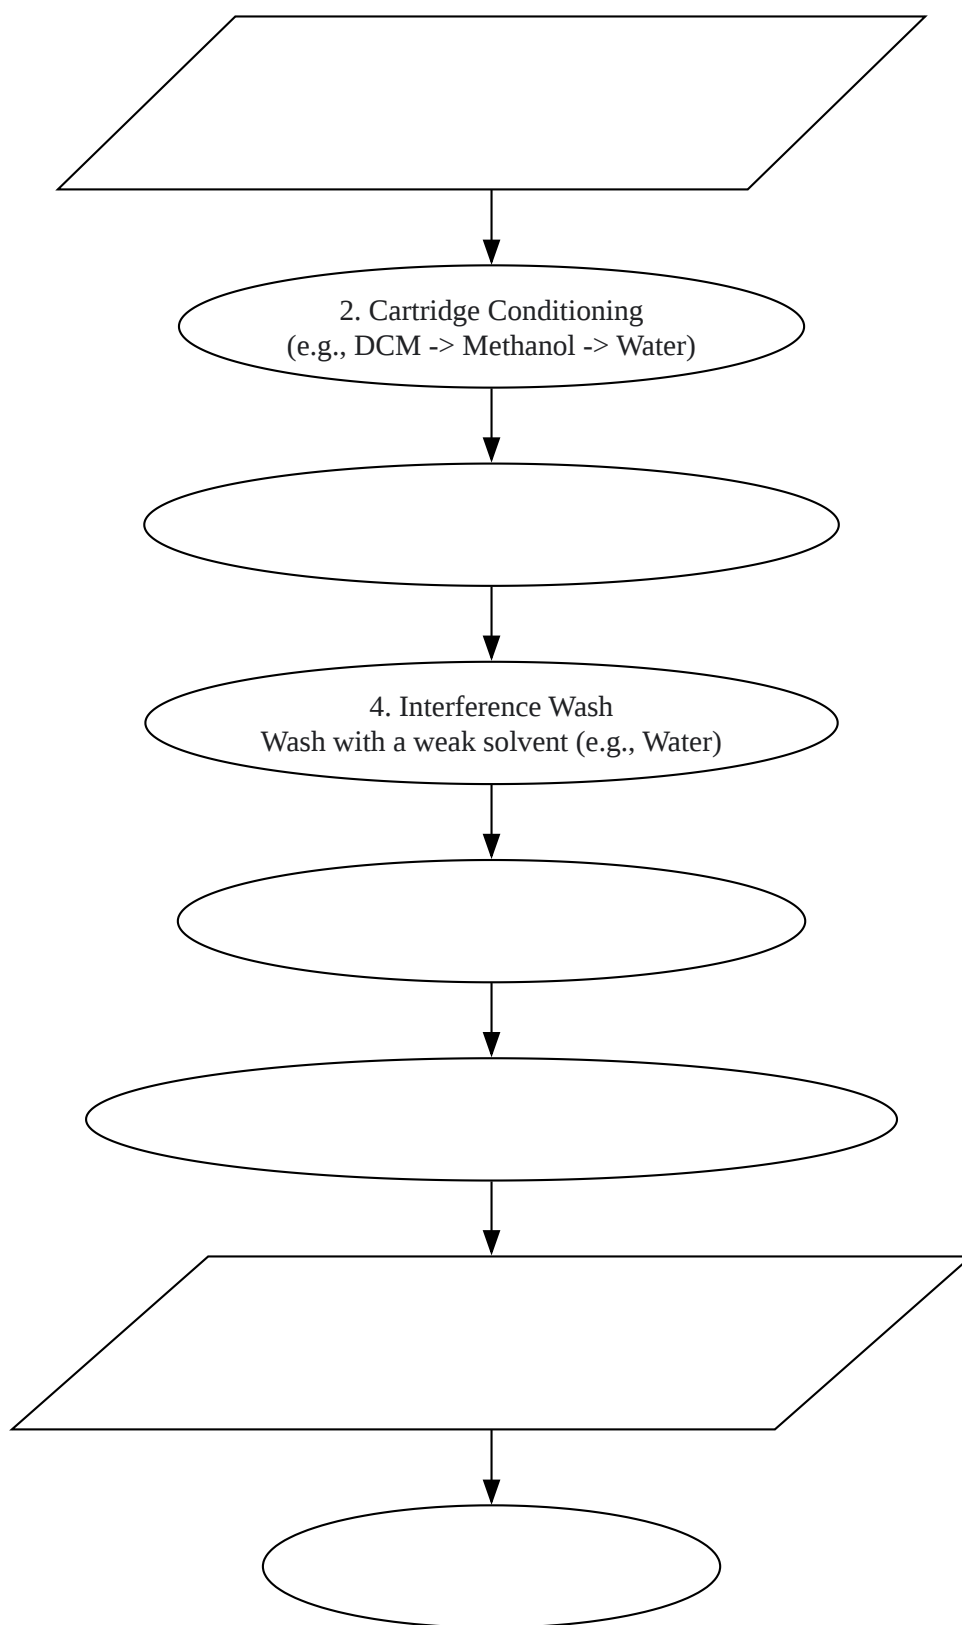 2. Cartridge Conditioning
(e.g., DCM -> Methanol -> Water)
4. Interference Wash
Wash with a weak solvent (e.g., Water)